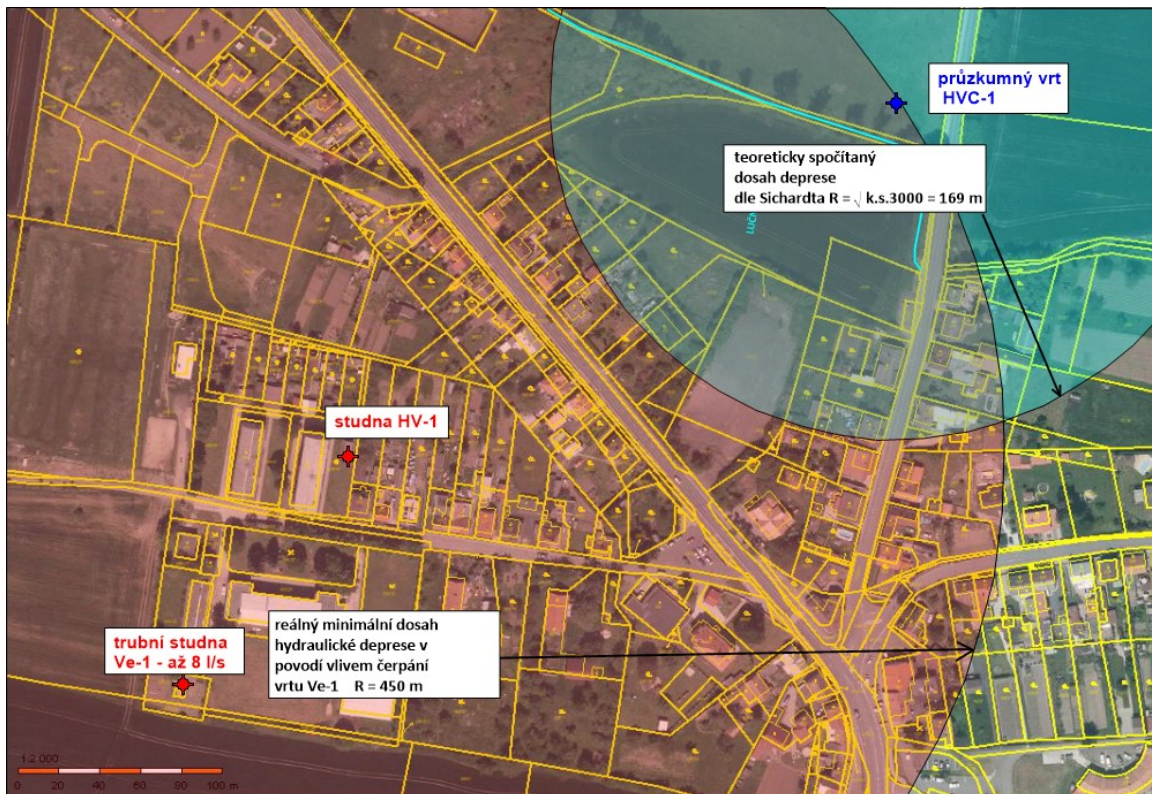 průzkumný vrt
HVC-1
teoreticky spočítaný
dosah deprese
dle Sichardta R = √ k.s.3000 = 169 m
studna HV-1
trubní studna
Ve-1 - až 8 l/s
reálný minimální dosah
hydraulické deprese v
povodí vlivem čerpání
vrtu Ve-1 R = 450 m
1:2 000
0 20 40 60 80 100 m